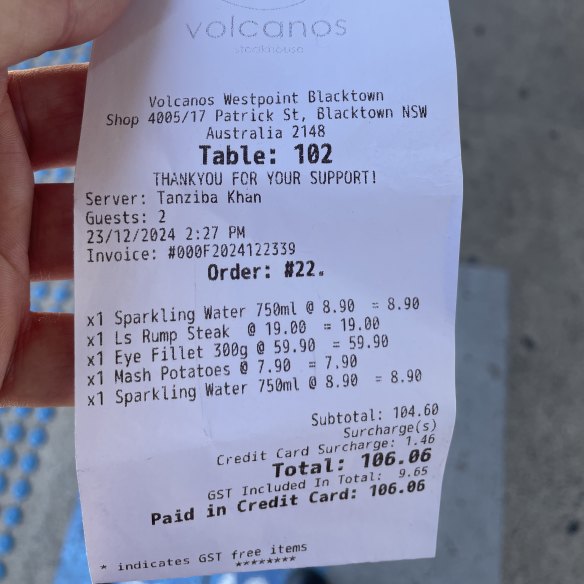 volcanos
steakhouse
Volcanos Westpoint Blacktown
Shop 4005/17 Patrick St, Blacktown NSW
Australia 2148
Table: 102
THANKYOU FOR YOUR SUPPORT!
Server: Tanziba Khan
Guests: 2
23/12/2024 2:27 PM
Invoice: #000F2024122339
Order: #22.
x1 Sparkling Water 750ml @ 8.90 = 8.90
x1 Ls Rump Steak @ 19.00 = 19.00
x1 Eye Fillet 300g @ 59.90 = 59.90
x1 Mash Potatoes @ 7.90 = 7.90
x1 Sparkling Water 750ml @ 8.90 = 8.90
Subtotal: 104.60
Surcharge(s)
Credit Card Surcharge: 1.46
Total: 106.06
GST Included In Total: 9.65
Paid in Credit Card: 106.06
* indicates GST free items
********